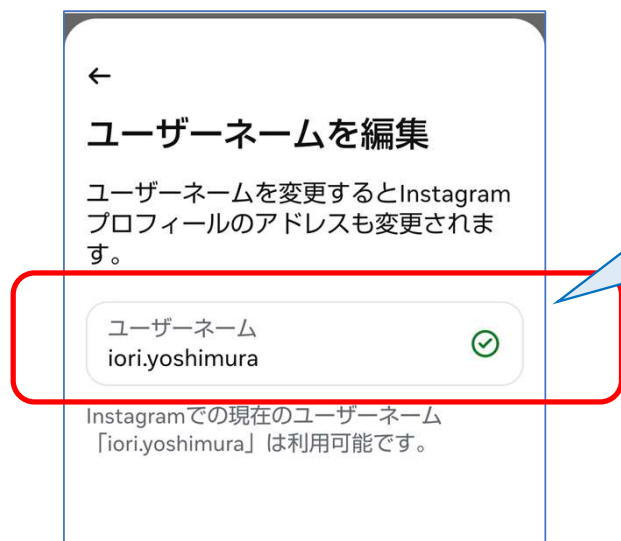 ←
ユーザーネームを編集
ユーザーネームを変更するとInstagram
プロフィールのアドレスも変更されま
す。
ユーザーネーム
iori.yoshimura
Instagramでの現在のユーザーネーム
「iori.yoshimura」は利用可能です。